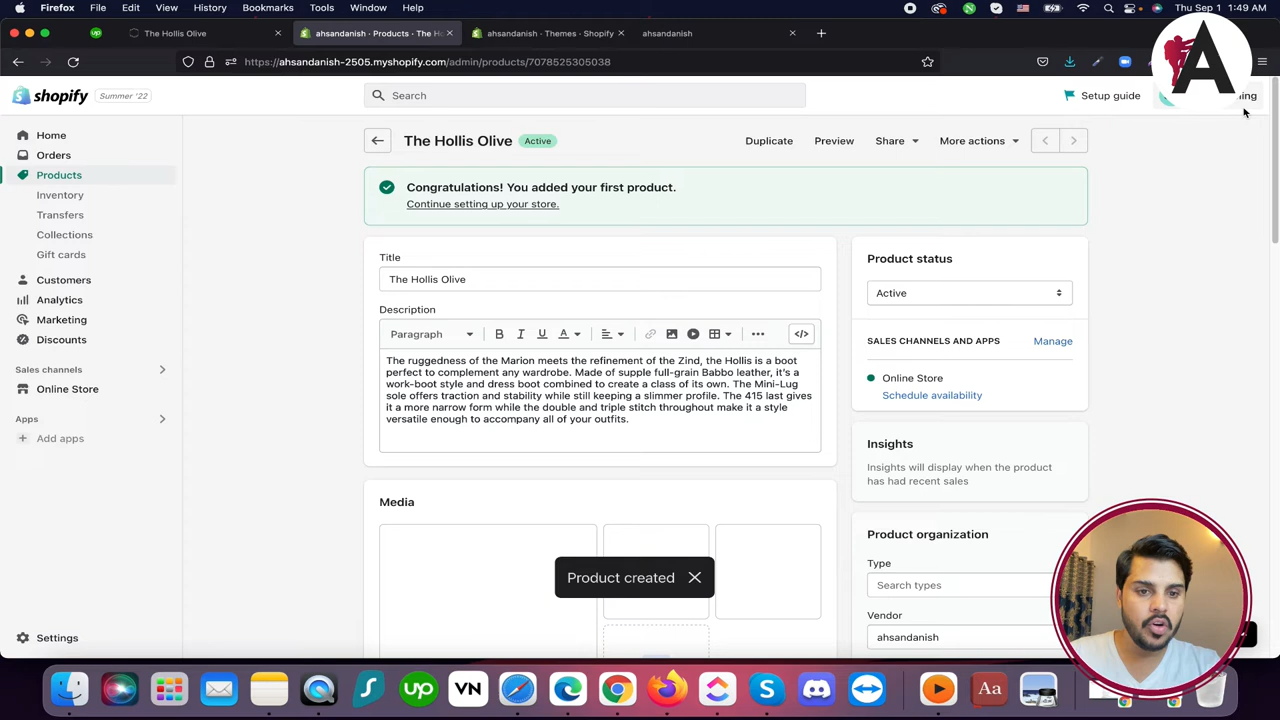 Firefox File Edit View History Bookmarks Tools Window Help
Thu Sep 1 1:49 AM
The Hollis Olive
ahsandanish · Products · The H
ahsandanish · Themes · Shopify
ahsandanish
https://ahsandanish-2505.myshopify.com/admin/products/7078525305038
shopify
Summer '22
Search
Setup guide
A
Home
Orders
Products
Inventory
Transfers
Collections
Gift cards
Customers
Analytics
Marketing
Discounts
Sales channels
Online Store
Apps
Add apps
Settings
The Hollis Olive
Active
Duplicate
Preview
Share
More actions
Congratulations! You added your first product.
Continue setting up your store.
Title
The Hollis Olive
Description
Paragraph
B I U A
</>
The ruggedness of the Marion meets the refinement of the Zind, the Hollis is a boot
perfect to complement any wardrobe. Made of supple full-grain Babbo leather, it's a
work-boot style and dress boot combined to create a class of its own. The Mini-Lug
sole offers traction and stability while still keeping a slimmer profile. The 415 last gives
it a more narrow form while the double and triple stitch throughout make it a style
versatile enough to accompany all of your outfits.
Media
Product created
Product status
Active
SALES CHANNELS AND APPS
Manage
Online Store
Schedule availability
Insights
Insights will display when the product
has had recent sales
Product organization
Type
Search types
Vendor
ahsandanish
up
VN
Aa